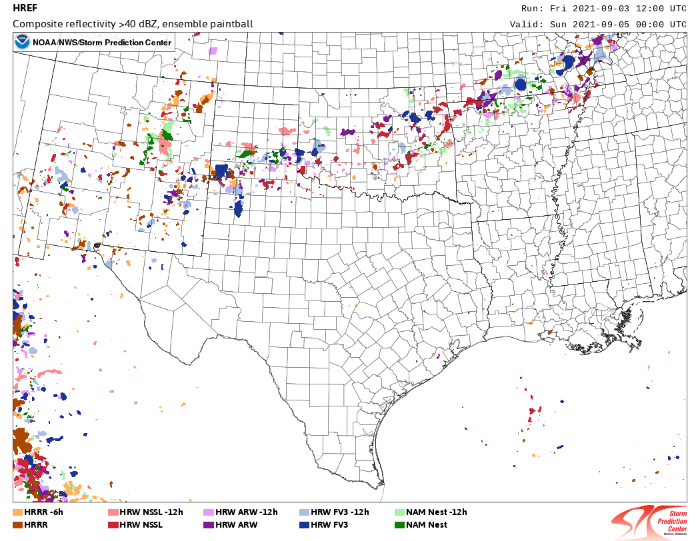 HREF
Run: Fri 2021-09-03 12:00 UTC
Composite reflectivity >40 dBZ, ensemble paintball
Valid: Sun 2021-09-05 00:00 UTC
NOAA/NWS/Storm Prediction Center
HRRR -6h
HRW NSSL -12h
HRW ARW -12h
HRW FV3 -12h
NAM Nest -12h
HRRR
HRW NSSL
HRW ARW
HRW FV3
NAM Nest
Storm
Prediction
Center